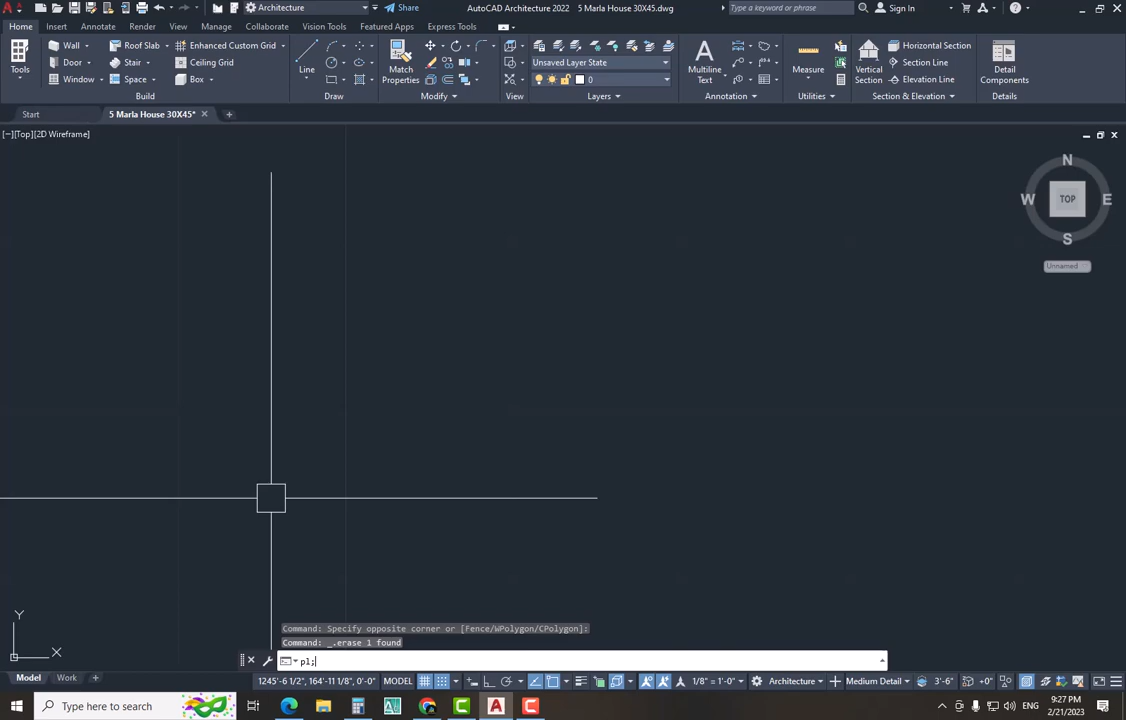 Architecture Share AutoCAD Architecture 2022 5 Marla House 30X45.dwg Type a keyword or phrase Sign In
Home Insert Annotate Manage View Render Collaborate Vision Tools Featured Apps Express Tools
Tools
Wall Roof Slab Enhanced Custom Grid
Door Stair Ceiling Grid
Window Space Box
Build
Line
Draw
Match Properties
Modify
View
Unsaved Layer State
0
Layers
Multiline Text
Annotation
Measure
Utilities
Vertical Section
Horizontal Section
Section Line
Elevation Line
Section & Elevation
Detail Components
Details
Start 5 Marla House 30X45*
[−][Top][2D Wireframe]
N
W TOP E
S
Unnamed
Y
X
Command: Specify opposite corner or [Fence/WPolygon/CPolygon]:
Command: _.erase 1 found
pl;
Model Work
1245'-6 1/2", 164'-11 1/8", 0'-0" MODEL 1/8" = 1'-0" Architecture Medium Detail +0" 3'-6"
Type here to search
ENG
9:27 PM
2/21/2023